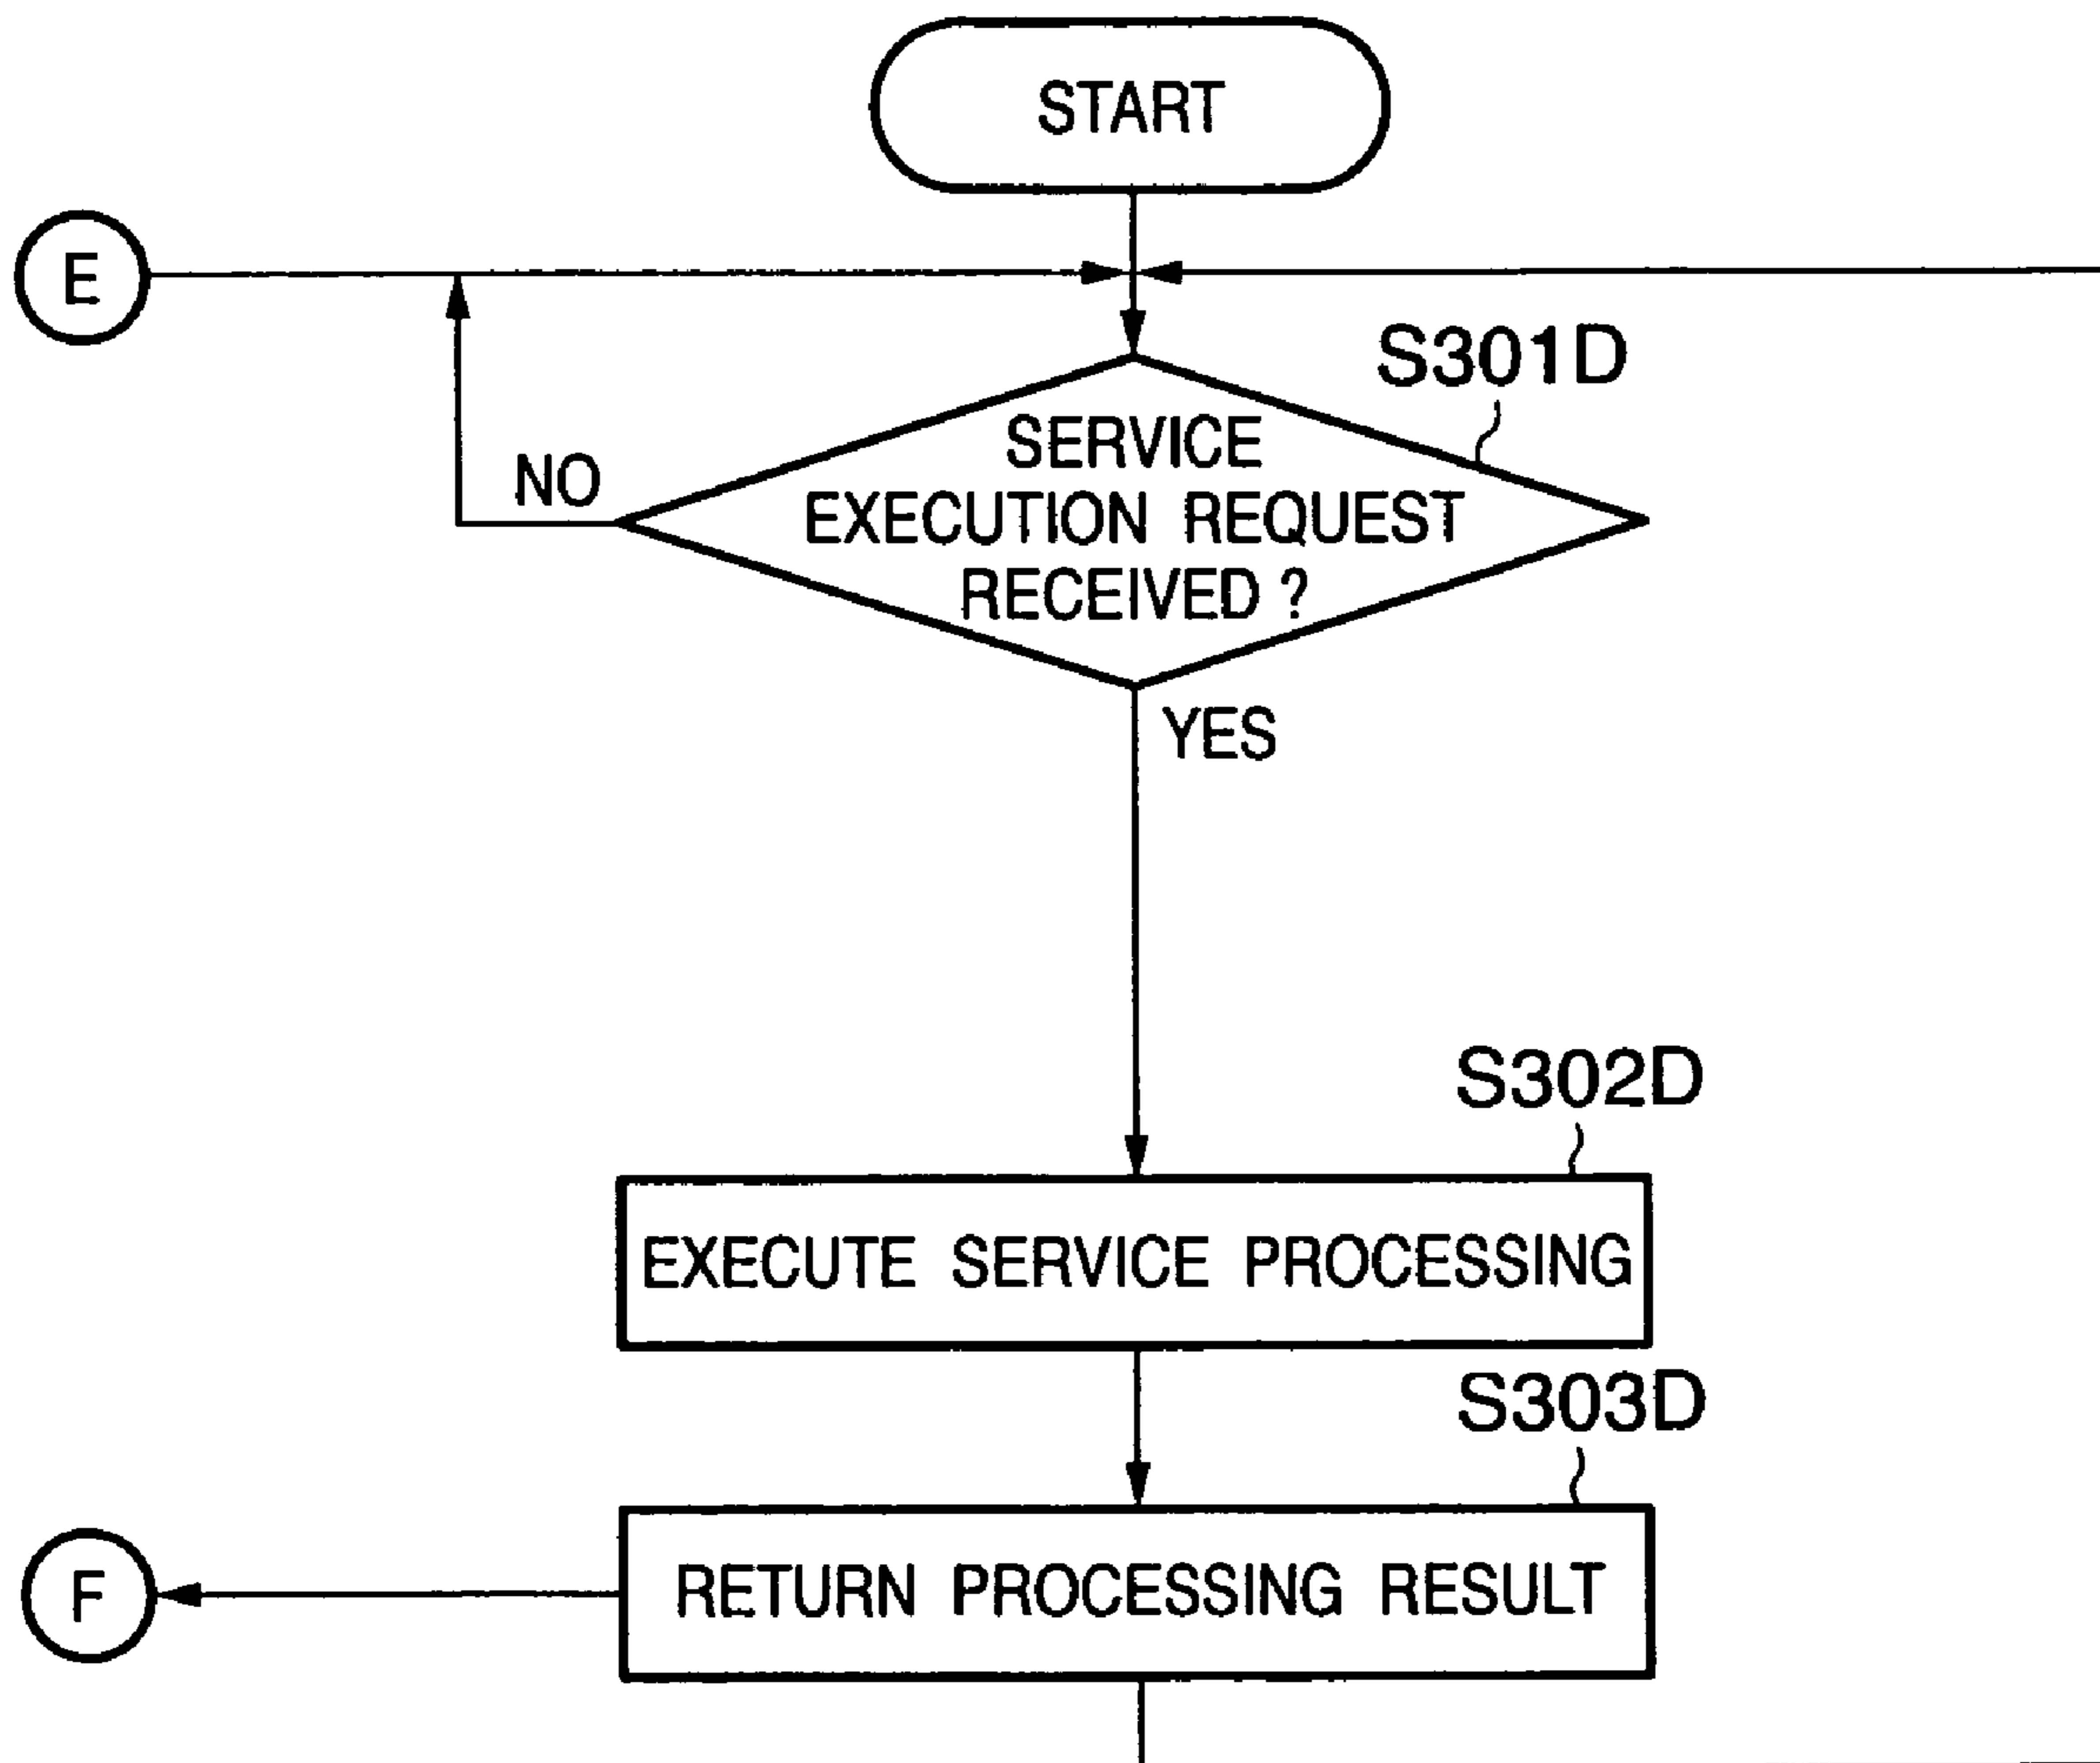 START
E
S301D
SERVICE
EXECUTION REQUEST
RECEIVED ?
NO
YES
S302D
EXECUTE SERVICE PROCESSING
S303D
RETURN PROCESSING RESULT
F